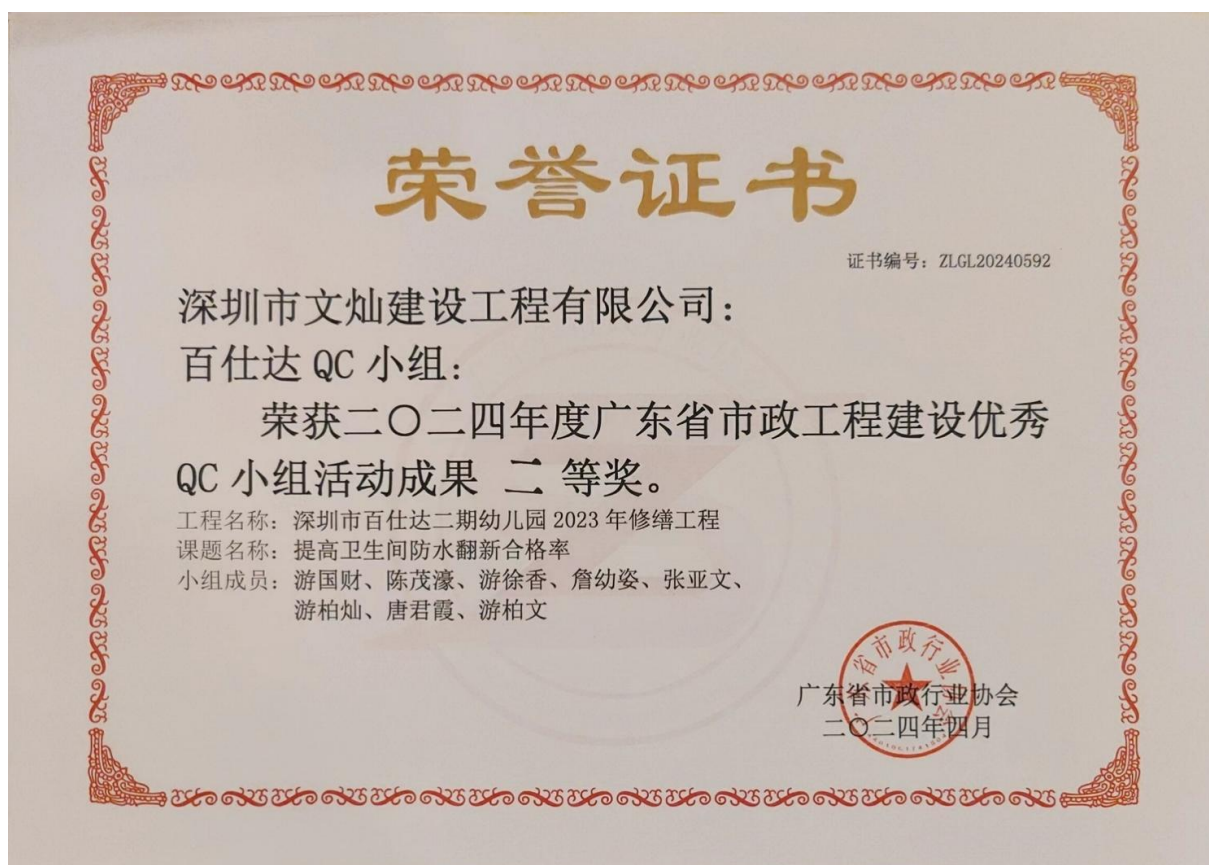 荣誉证书
证书编号：ZLGL20240592
深圳市文灿建设工程有限公司：
百仕达 QC 小组：
荣获二〇二四年度广东省市政工程建设优秀
QC 小组活动成果 二 等奖。
工程名称：深圳市百仕达二期幼儿园 2023 年修缮工程
课题名称：提高卫生间防水翻新合格率
小组成员：游国财、陈茂濠、游徐香、詹幼姿、张亚文、
游柏灿、唐君霞、游柏文
广东省市政行业协会
二〇二四年四月
省市政行业协会